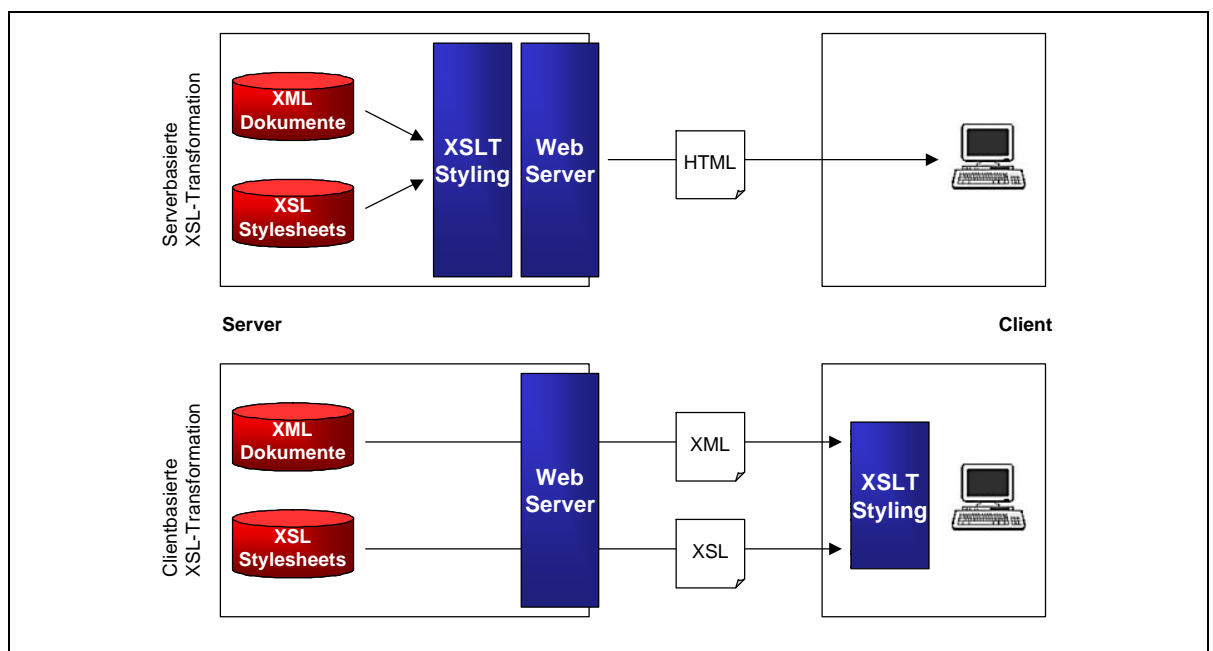 Serverbasierte
XSL-Transformation
XML
Dokumente
XSL
Stylesheets
XSLT
Styling
Web
Server
HTML
Server
Client
Clientbasierte
XSL-Transformation
XML
Dokumente
XSL
Stylesheets
Web
Server
XML
XSL
XSLT
Styling